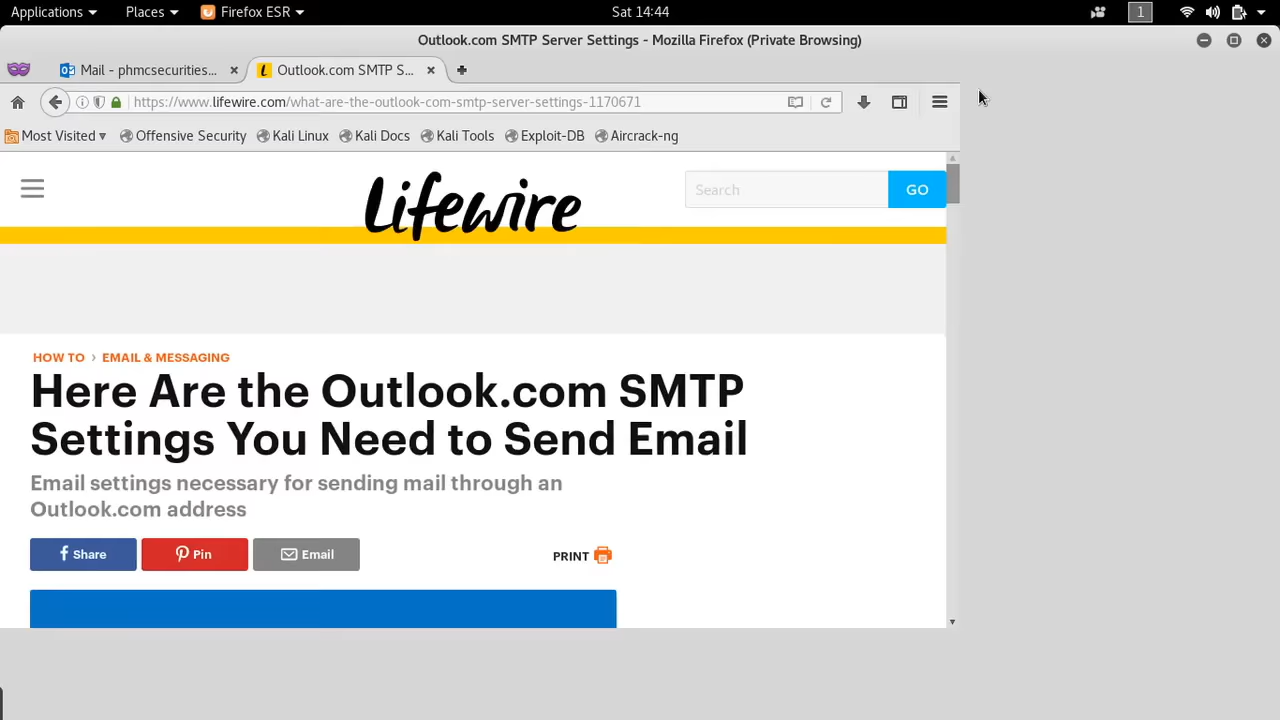 Applications Places Firefox ESR Sat 14:44 1
Outlook.com SMTP Server Settings - Mozilla Firefox (Private Browsing)
Mail - phmcsecurities... Outlook.com SMTP S...
https://www.lifewire.com/what-are-the-outlook-com-smtp-server-settings-1170671
Most Visited Offensive Security Kali Linux Kali Docs Kali Tools Exploit-DB Aircrack-ng
Lifewire Search GO
HOW TO › EMAIL & MESSAGING
Here Are the Outlook.com SMTP
Settings You Need to Send Email
Email settings necessary for sending mail through an
Outlook.com address
Share Pin Email PRINT